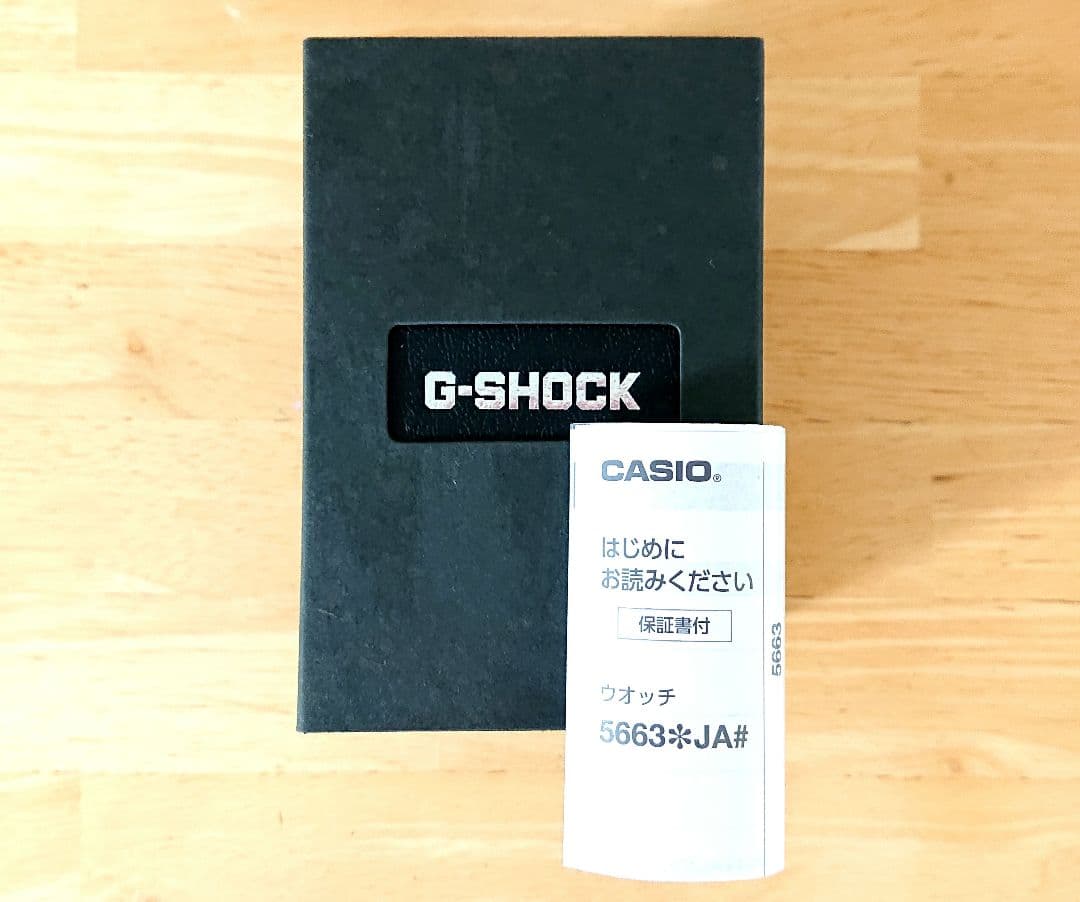 G-SHOCK
CASIO®
はじめに
お読みください
保証書付
ウオッチ
5663✽JA#
5663